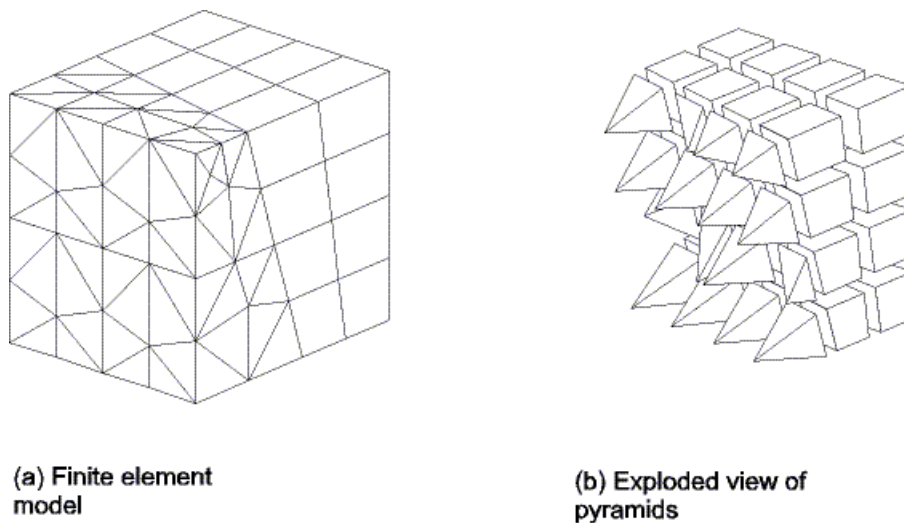 (a) Finite element
model
(b) Exploded view of
pyramids